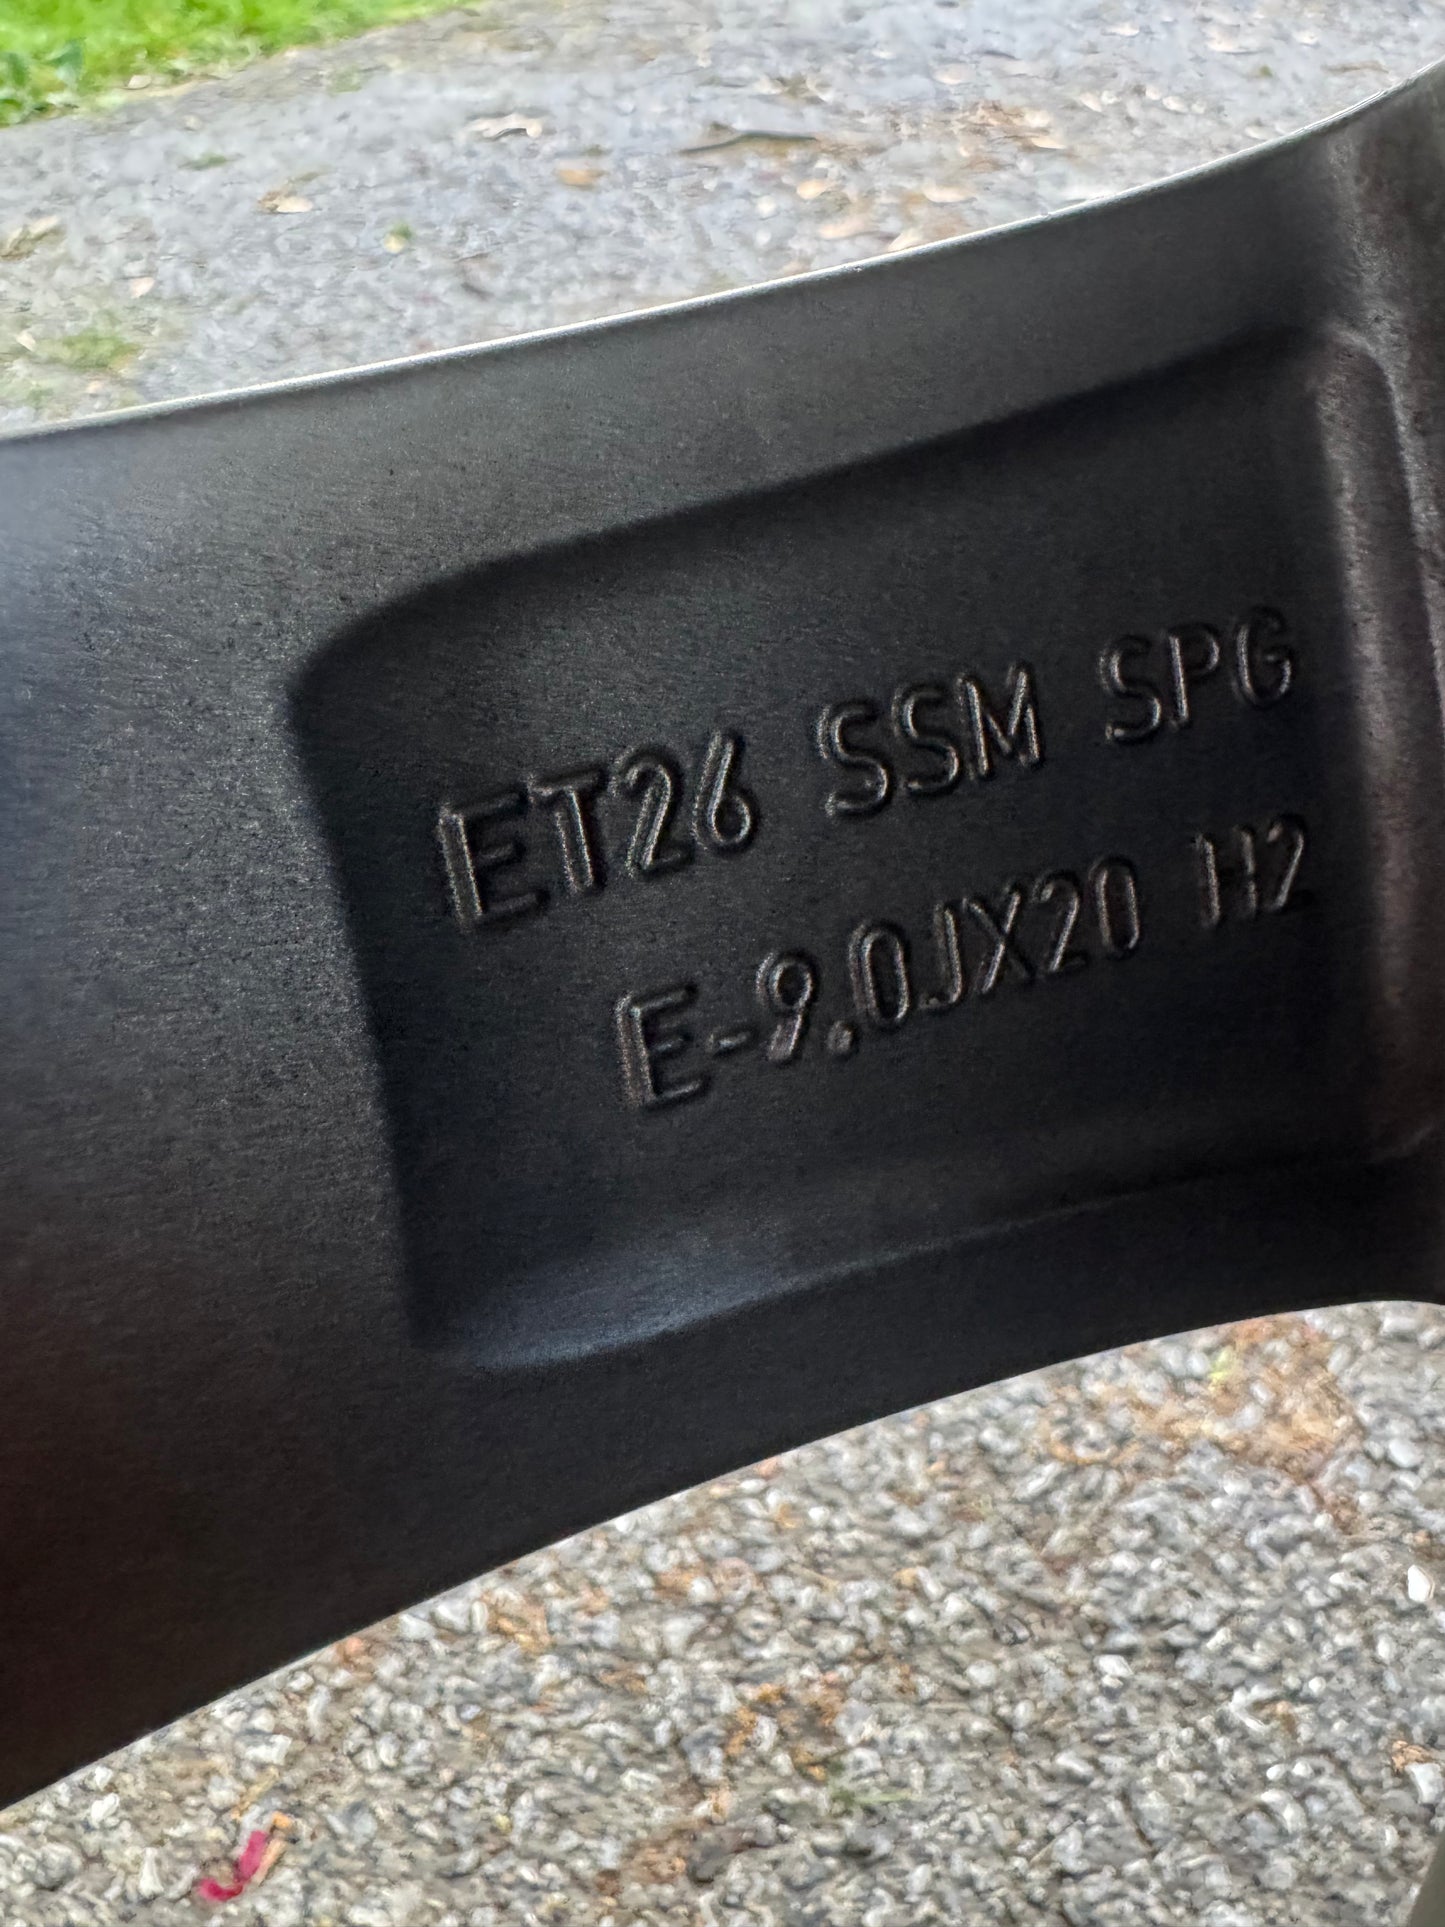 ET26 SSM SPG
E-9.0JX20 H2